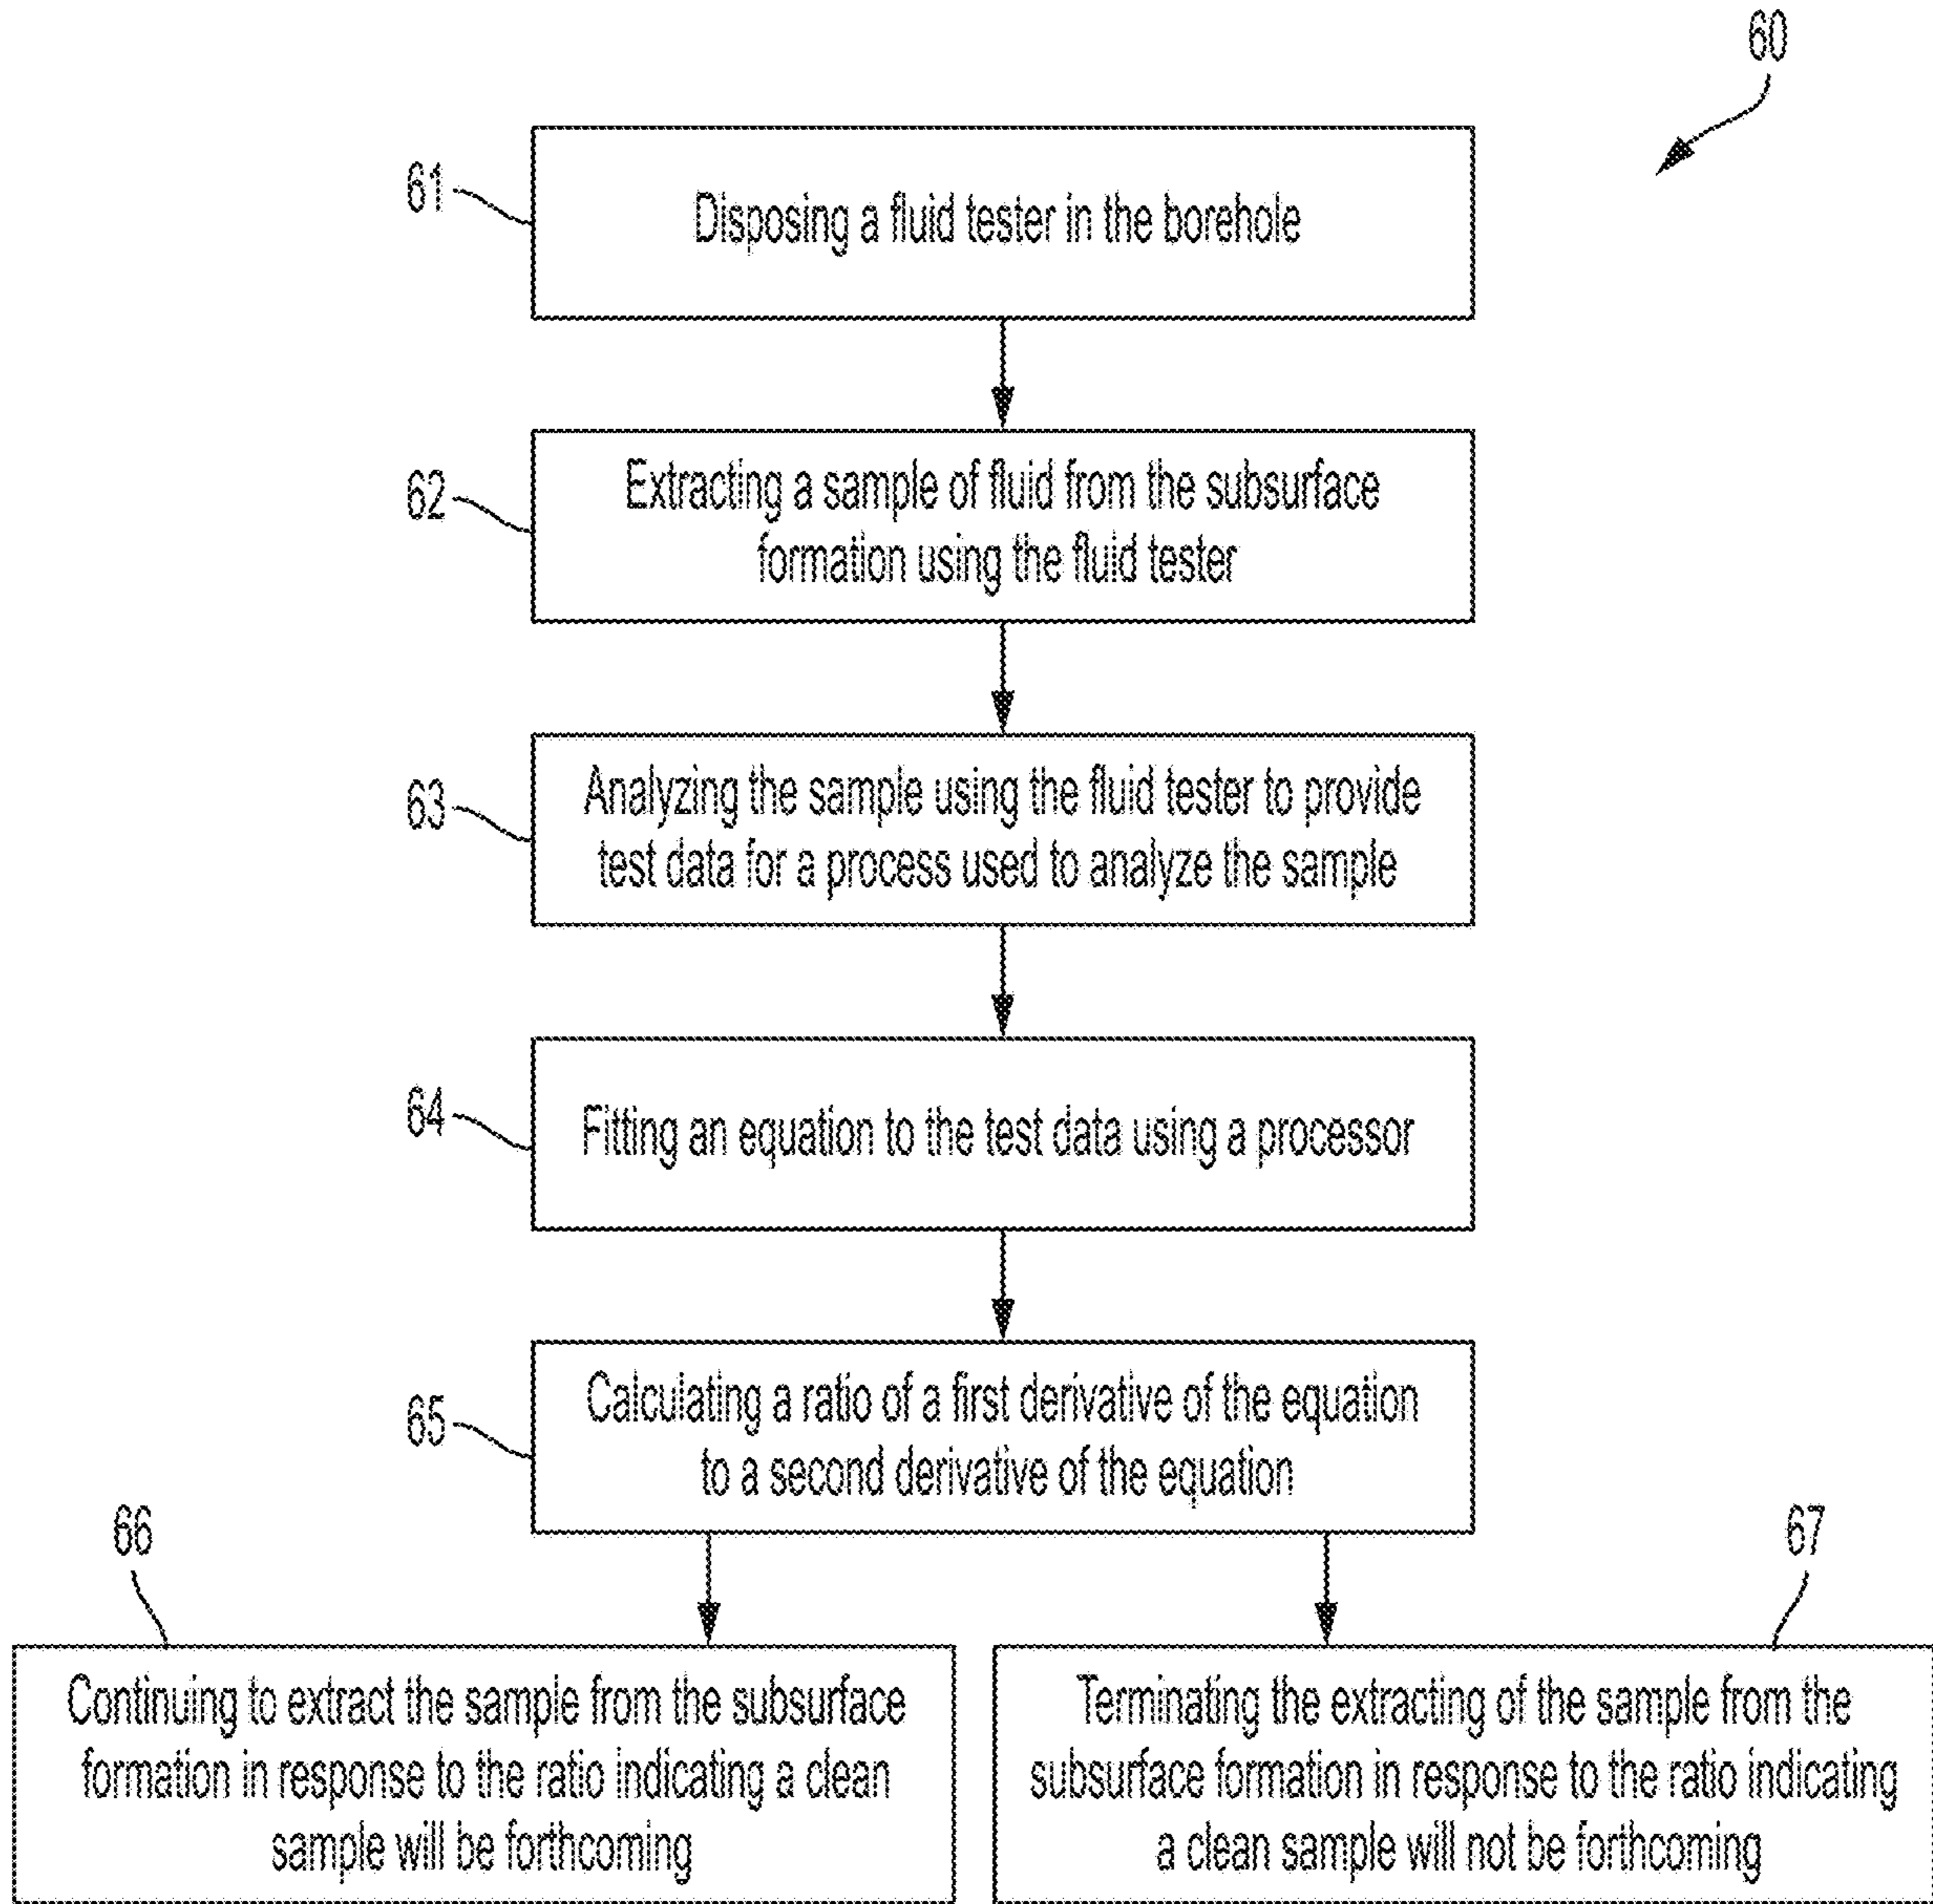 60
61
Disposing a fluid tester in the borehole
62
Extracting a sample of fluid from the subsurface
formation using the fluid tester
63
Analyzing the sample using the fluid tester to provide
test data for a process used to analyze the sample
64
Fitting an equation to the test data using a processor
65
Calculating a ratio of a first derivative of the equation
to a second derivative of the equation
66
Continuing to extract the sample from the subsurface
formation in response to the ratio indicating a clean
sample will be forthcoming
67
Terminating the extracting of the sample from the
subsurface formation in response to the ratio indicating
a clean sample will not be forthcoming